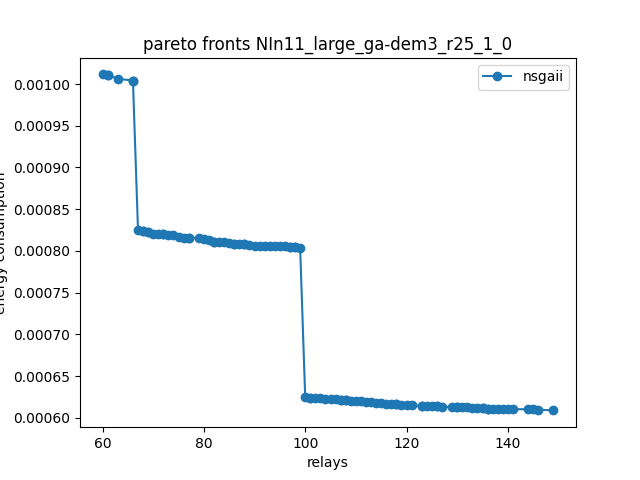 pareto fronts NIn11_large_ga-dem3_r25_1_0
nsgaii
0.00100
0.00095
0.00090
0.00085
0.00080
0.00075
0.00070
0.00065
0.00060
energy consumption
60 80 100 120 140
relays